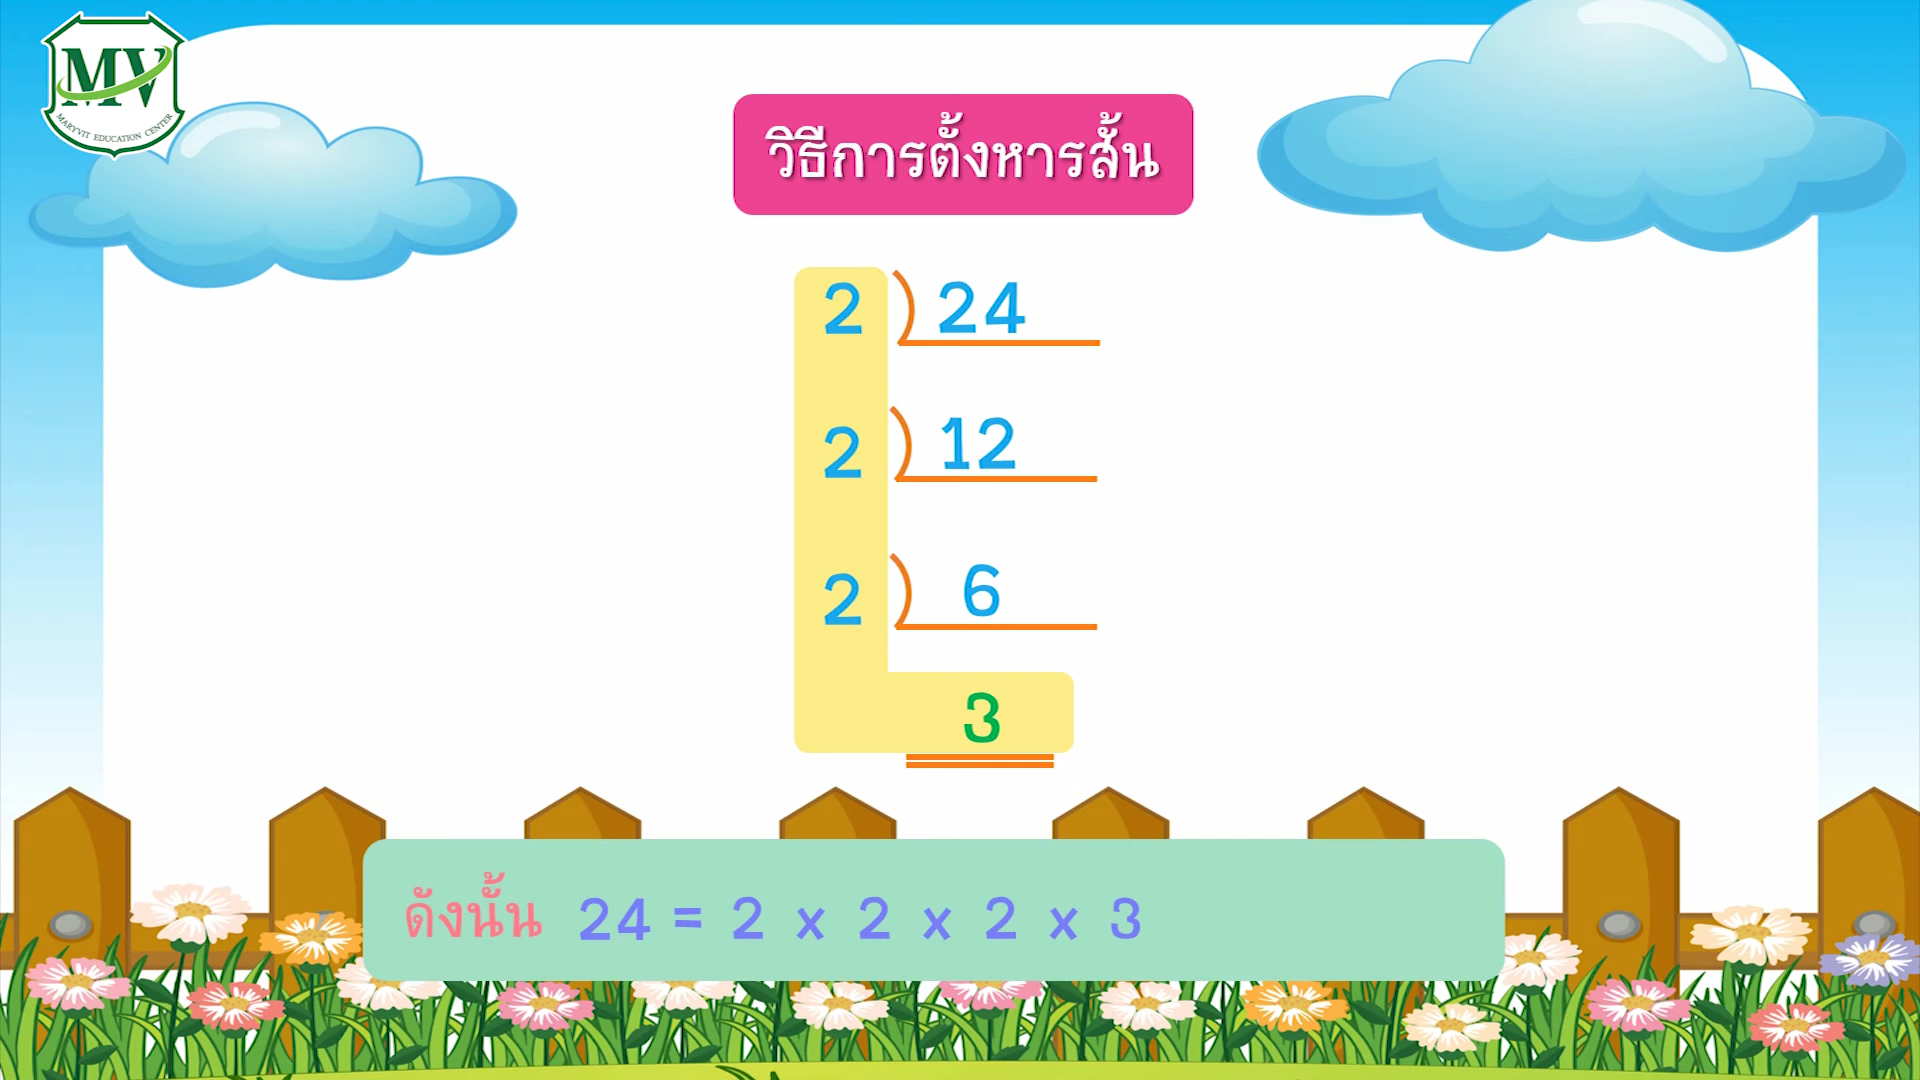 MV
MARYVIT EDUCATION CENTER
วิธีการตั้งหารสั้น
2 ) 24
2 ) 12
2 ) 6
3
ดังนั้น 24 = 2 x 2 x 2 x 3